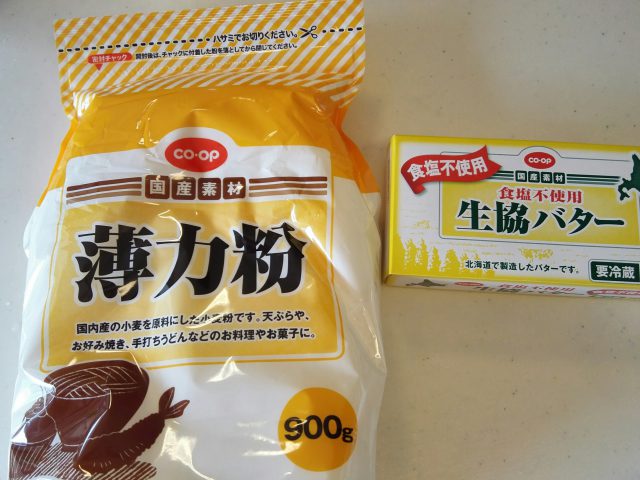 ハサミでお切りください。
密封チャック 開封後は、チャックに付着した粉を落としてから閉じてください。
CO·OP
国産素材
薄力粉
国内産の小麦を原料にした小麦粉です。天ぷらや、
お好み焼き、手打ちうどんなどのお料理やお菓子に。
900g
食塩不使用
CO·OP
国産素材
食塩不使用
生協バター
北海道で製造したバターです。
要冷蔵